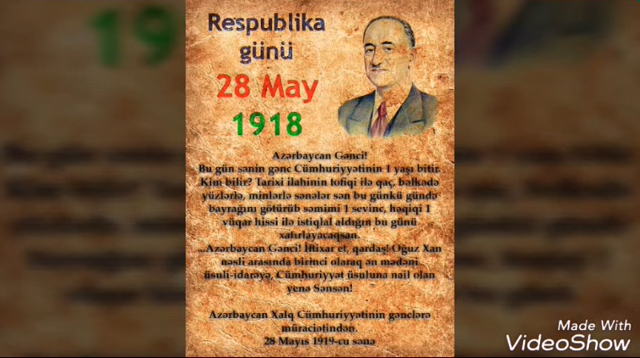 Respublika
günü
28 May
1918
Azərbaycan Gənci!
Bu gün sənin gənc Cümhuriyyətinin 1 yaşı bitir.
Kim bilir? Tarixi ilahinin tofiqi ilə qaç, bəlkədə
yüzlərlə, minlərlə sənələr sən bu günkü gündə
bayrağını götürüb səmimi 1 sevinc, həqiqi 1
vüqar hissi ilə istiqlal aldığın bu günü
xatırlayacaqsan.
...Azərbaycan Gənci! İftixar et, qardaş! Oğuz Xan
nəsli arasında birinci olaraq ən mədəni
üsuli-idarəyə, Cümhuriyyət üsuluna nail olan
yenə Sənsən!
Azərbaycan Xalq Cümhuriyyətinin gənclərə
müraciətindən.
28 Mayıs 1919-cu sənə
Made With
VideoShow